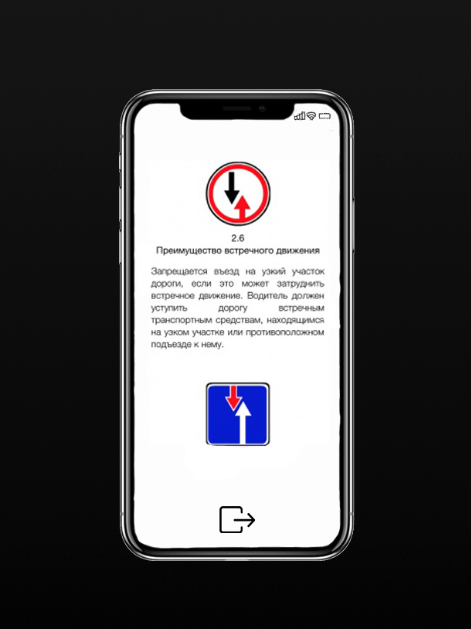 2.6
Преимущество встречного движения
Запрещается въезд на узкий участок
дороги, если это может затруднить
встречное движение. Водитель должен
уступить дорогу встречным
транспортным средствам, находящимся
на узком участке или противоположном
подъезде к нему.